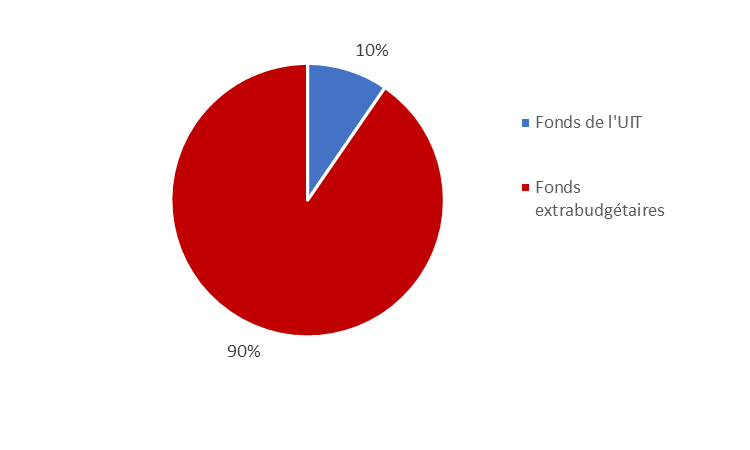 10%
Fonds de l'UIT
Fonds
extrabudgétaires
90%